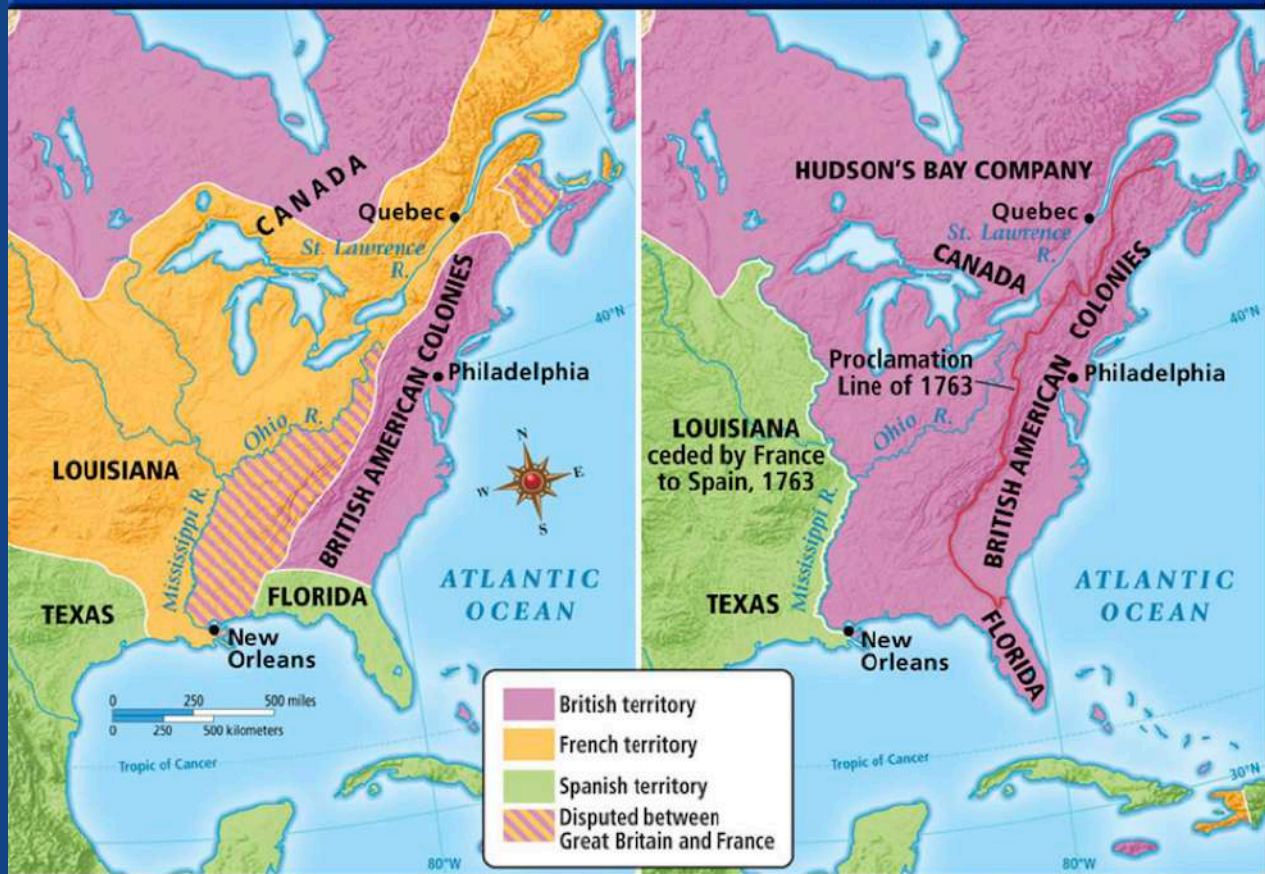 CANADA
Quebec
St. Lawrence
R.
BRITISH AMERICAN COLONIES
40°N
Philadelphia
Ohio R.
LOUISIANA
Mississippi R.
N
W
E
S
TEXAS
FLORIDA
ATLANTIC
OCEAN
New
Orleans
0 250 500 miles
0 250 500 kilometers
Tropic of Cancer
80°W
HUDSON'S BAY COMPANY
Quebec
St. Lawrence
R.
CANADA
BRITISH AMERICAN COLONIES
40°N
Proclamation
Line of 1763
Philadelphia
Ohio R.
LOUISIANA
ceded by France
to Spain, 1763
Mississippi R.
TEXAS
ATLANTIC
OCEAN
New
Orleans
FLORIDA
Tropic of Cancer
30°N
80°W
British territory
French territory
Spanish territory
Disputed between
Great Britain and France